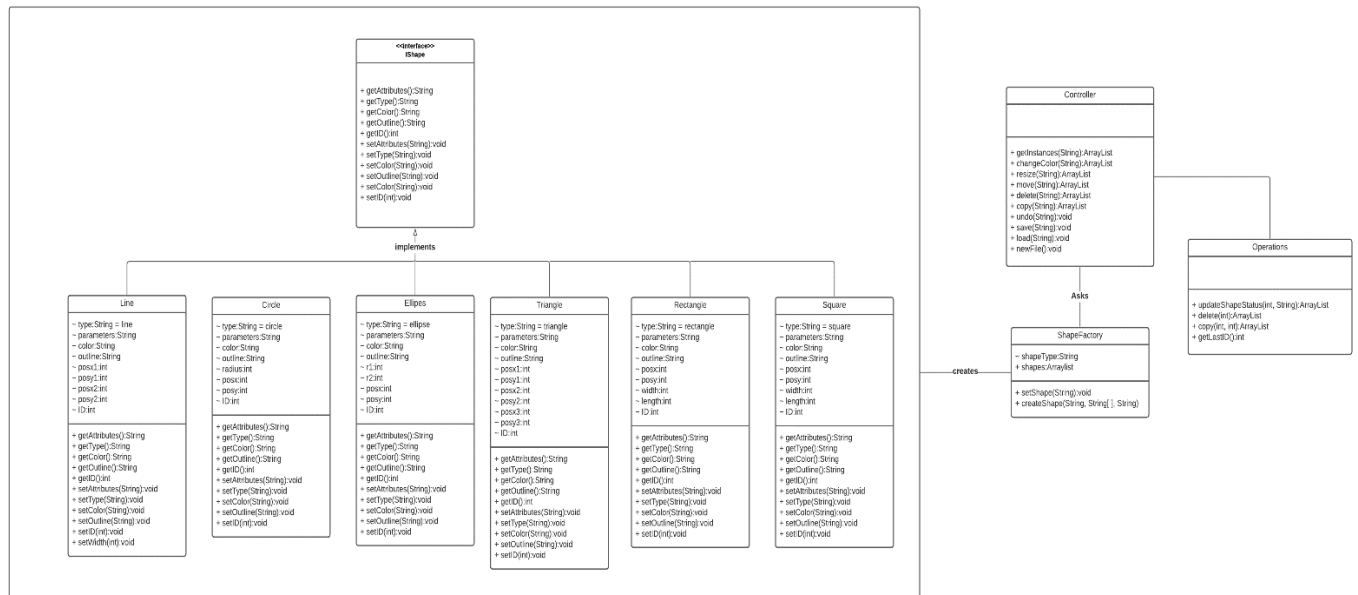 <<interface>>
IShape
+ getAttributes():String
+ getType():String
+ getColor():String
+ getOutline():String
+ getID():int
+ setAttributes(String):void
+ setType(String):void
+ setColor(String):void
+ setOutline(String):void
+ setColor(String):void
+ setID(int):void
implements
Line
~ type:String = line
~ parameters:String
~ color:String
~ outline:String
~ posx1:int
~ posy1:int
~ posx2:int
~ posy2:int
~ ID:int
+ getAttributes():String
+ getType():String
+ getColor():String
+ getOutline():String
+ getID():int
+ setAttributes(String):void
+ setType(String):void
+ setColor(String):void
+ setOutline(String):void
+ setID(int):void
+ setWidth(int):void
Circle
~ type:String = circle
~ parameters:String
~ color:String
~ outline:String
~ radius:int
~ posx:int
~ posy:int
~ ID:int
+ getAttributes():String
+ getType():String
+ getColor():String
+ getOutline():String
+ getID():int
+ setAttributes(String):void
+ setType(String):void
+ setColor(String):void
+ setOutline(String):void
+ setID(int):void
Ellipes
~ type:String = ellipse
~ parameters:String
~ color:String
~ outline:String
~ r1:int
~ r2:int
~ posx:int
~ posy:int
~ ID:int
+ getAttributes():String
+ getType():String
+ getColor():String
+ getOutline():String
+ getID():int
+ setAttributes(String):void
+ setType(String):void
+ setColor(String):void
+ setOutline(String):void
+ setID(int):void
Triangle
~ type:String = triangle
~ parameters:String
~ color:String
~ outline:String
~ posx1:int
~ posy1:int
~ posx2:int
~ posy2:int
~ posx3:int
~ posy3:int
~ ID:int
+ getAttributes():String
+ getType():String
+ getColor():String
+ getOutline():String
+ getID():int
+ setAttributes(String):void
+ setType(String):void
+ setColor(String):void
+ setOutline(String):void
+ setID(int):void
Rectangle
~ type:String = rectangle
~ parameters:String
~ color:String
~ outline:String
~ posx:int
~ posy:int
~ width:int
~ length:int
~ ID:int
+ getAttributes():String
+ getType():String
+ getColor():String
+ getOutline():String
+ getID():int
+ setAttributes(String):void
+ setType(String):void
+ setColor(String):void
+ setOutline(String):void
+ setID(int):void
Square
~ type:String = square
~ parameters:String
~ color:String
~ outline:String
~ posx:int
~ posy:int
~ width:int
~ length:int
~ ID:int
+ getAttributes():String
+ getType():String
+ getColor():String
+ getOutline():String
+ getID():int
+ setAttributes(String):void
+ setType(String):void
+ setColor(String):void
+ setOutline(String):void
+ setID(int):void
creates
Controller
+ getInstances(String):ArrayList
+ changeColor(String):ArrayList
+ resize(String):ArrayList
+ move(String):ArrayList
+ delete(String):ArrayList
+ copy(String):ArrayList
+ undo(String):void
+ save(String):void
+ load(String):void
+ newFile():void
Asks
ShapeFactory
~ shapeType:String
+ shapes:Arraylist
+ setShape(String):void
+ createShape(String, String[ ], String)
Operations
+ updateShapeStatus(int, String):ArrayList
+ delete(int):ArrayList
+ copy(int, int):ArrayList
+ getLastID():int